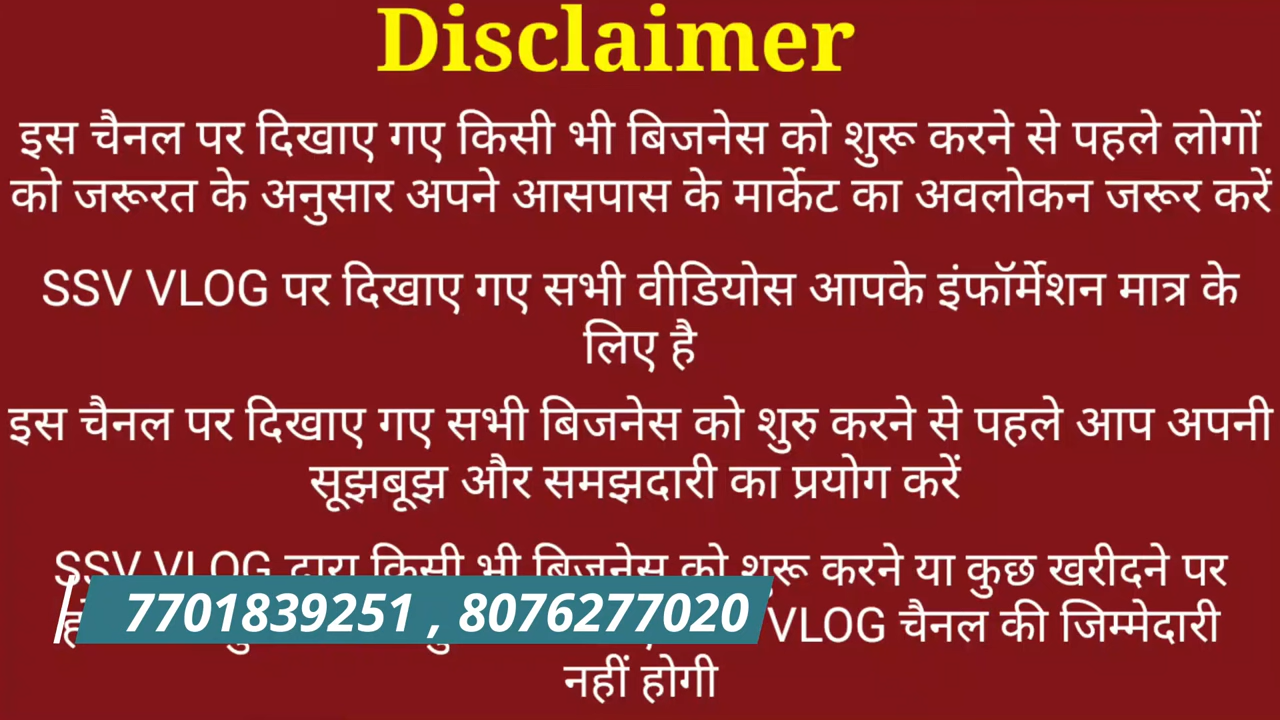 Disclaimer
इस चैनल पर दिखाए गए किसी भी बिजनेस को शुरू करने से पहले लोगों
को जरूरत के अनुसार अपने आसपास के मार्केट का अवलोकन जरूर करें
SSV VLOG पर दिखाए गए सभी वीडियोस आपके इंफॉर्मेशन मात्र के
लिए है
इस चैनल पर दिखाए गए सभी बिजनेस को शुरु करने से पहले आप अपनी
सूझबूझ और समझदारी का प्रयोग करें
SSV VLOG द्वारा किसी भी बिजनेस को शुरू करने या कुछ खरीदने पर
7701839251 , 8076277020 VLOG चैनल की जिम्मेदारी
नहीं होगी